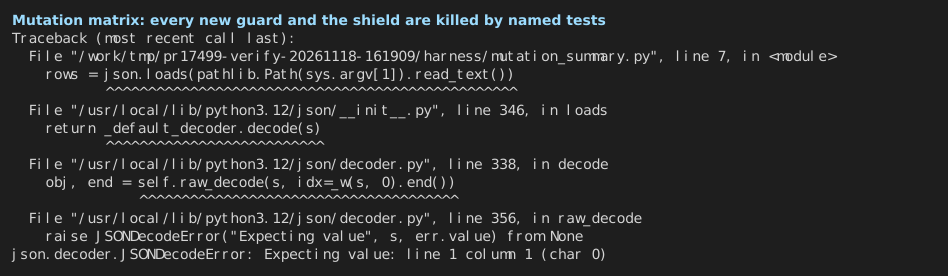 Mutation matrix: every new guard and the shield are killed by named tests
Traceback (most recent call last):
  File "/work/tmp/pr17499-verify-20261118-161909/harness/mutation_summary.py", line 7, in <module>
    rows = json.loads(pathlib.Path(sys.argv[1]).read_text())
           ^^^^^^^^^^^^^^^^^^^^^^^^^^^^^^^^^^^^^^^^^^^^^^^^^
  File "/usr/local/lib/python3.12/json/__init__.py", line 346, in loads
    return _default_decoder.decode(s)
           ^^^^^^^^^^^^^^^^^^^^^^^^^^
  File "/usr/local/lib/python3.12/json/decoder.py", line 338, in decode
    obj, end = self.raw_decode(s, idx=_w(s, 0).end())
               ^^^^^^^^^^^^^^^^^^^^^^^^^^^^^^^^^^^^^^
  File "/usr/local/lib/python3.12/json/decoder.py", line 356, in raw_decode
    raise JSONDecodeError("Expecting value", s, err.value) from None
json.decoder.JSONDecodeError: Expecting value: line 1 column 1 (char 0)